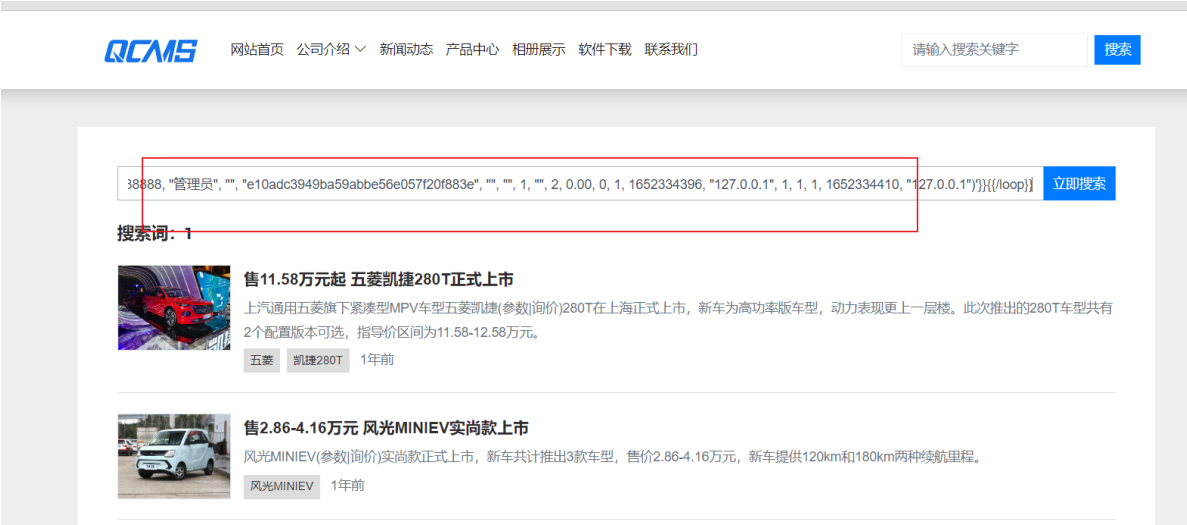 QCMS 网站首页 公司介绍 新闻动态 产品中心 相册展示 软件下载 联系我们 请输入搜索关键字 搜索
38888, "管理员", "", "e10adc3949ba59abbe56e057f20f883e", "", "", 1, "", 2, 0.00, 0, 1, 1652334396, "127.0.0.1", 1, 1, 1, 1652334410, "127.0.0.1")'}}{{/loop}} 立即搜索
搜索词：1
售11.58万元起 五菱凯捷280T正式上市
上汽通用五菱旗下紧凑型MPV车型五菱凯捷(参数|询价)280T在上海正式上市，新车为高功率版车型，动力表现更上一层楼。此次推出的280T车型共有
2个配置版本可选，指导价区间为11.58-12.58万元。
五菱 凯捷280T 1年前
售2.86-4.16万元 风光MINIEV实尚款上市
风光MINIEV(参数|询价)实尚款正式上市，新车共计推出3款车型，售价2.86-4.16万元，新车提供120km和180km两种续航里程。
风光MINIEV 1年前